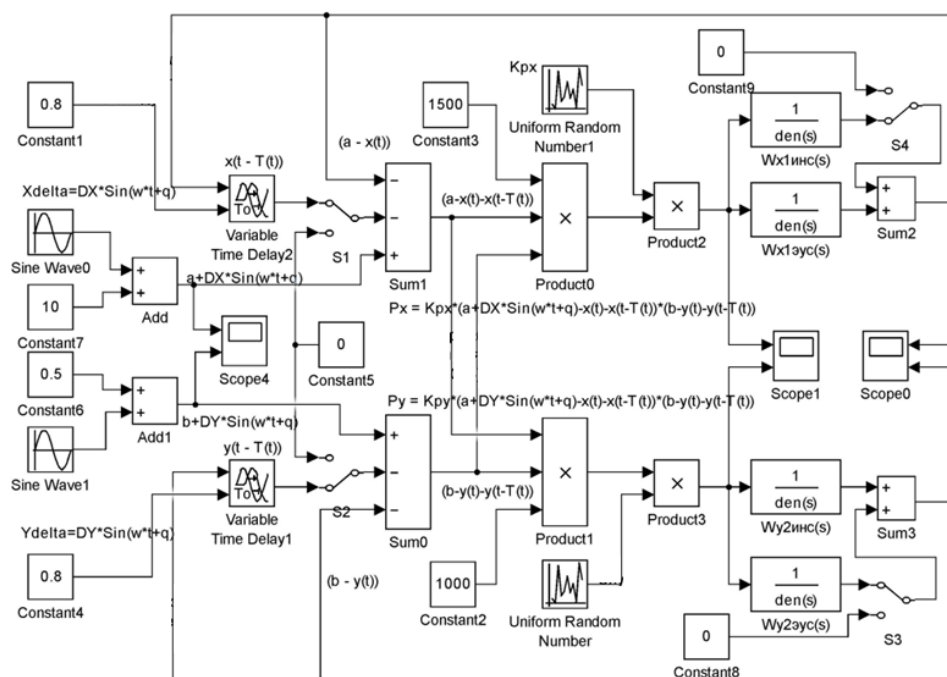 0.8
Constant1
Xdelta=DX*Sin(w*t+q)
Sine Wave0
10
Constant7
0.5
Constant6
Sine Wave1
Ydelta=DY*Sin(w*t+q)
0.8
Constant4
+
+
Add
a+DX*Sin(w*t+q)
+
+
Add1
b+DY*Sin(w*t+q)
x(t - T(t))
To
Variable
Time Delay2
Scope4
y(t - T(t))
To
Variable
Time Delay1
S1
0
Constant5
S2
(a - x(t))
−
−
+
Sum1
+
−
−
Sum0
(b - y(t))
1500
Constant3
(a-x(t)-x(t-T(t))
×
Product0
Px = Kpx*(a+DX*Sin(w*t+q)-x(t)-x(t-T(t))*(b-y(t)-y(t-T(t))
Py = Kpy*(a+DY*Sin(w*t+q)-x(t)-x(t-T(t))*(b-y(t)-y(t-T(t))
×
Product1
(b-y(t)-y(t-T(t))
1000
Constant2
Kpx
Uniform Random
Number1
×
Product2
×
Product3
Uniform Random
Number
0
Constant9
1
den(s)
Wx1инс(s)
S4
1
den(s)
Wx1эус(s)
+
+
Sum2
Scope1
Scope0
1
den(s)
Wy2инс(s)
+
+
Sum3
1
den(s)
Wy2эус(s)
S3
0
Constant8